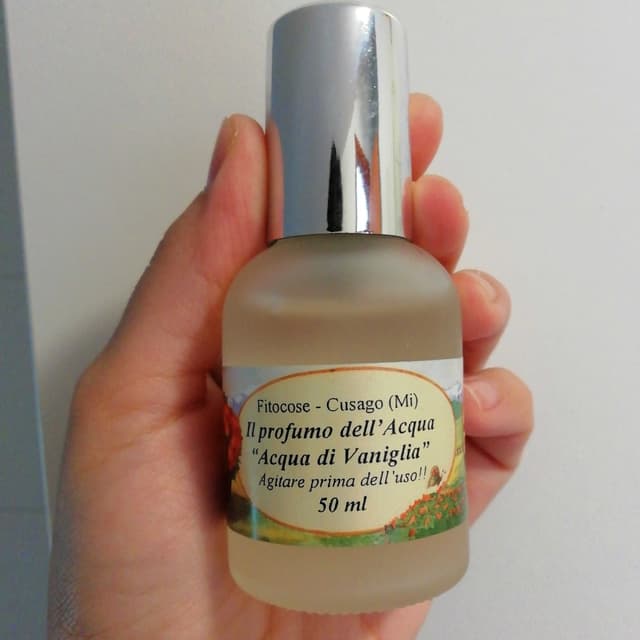 Fitocose - Cusago (Mi)
Il profumo dell'Acqua
"Acqua di Vaniglia"
Agitare prima dell'uso!!
50 ml